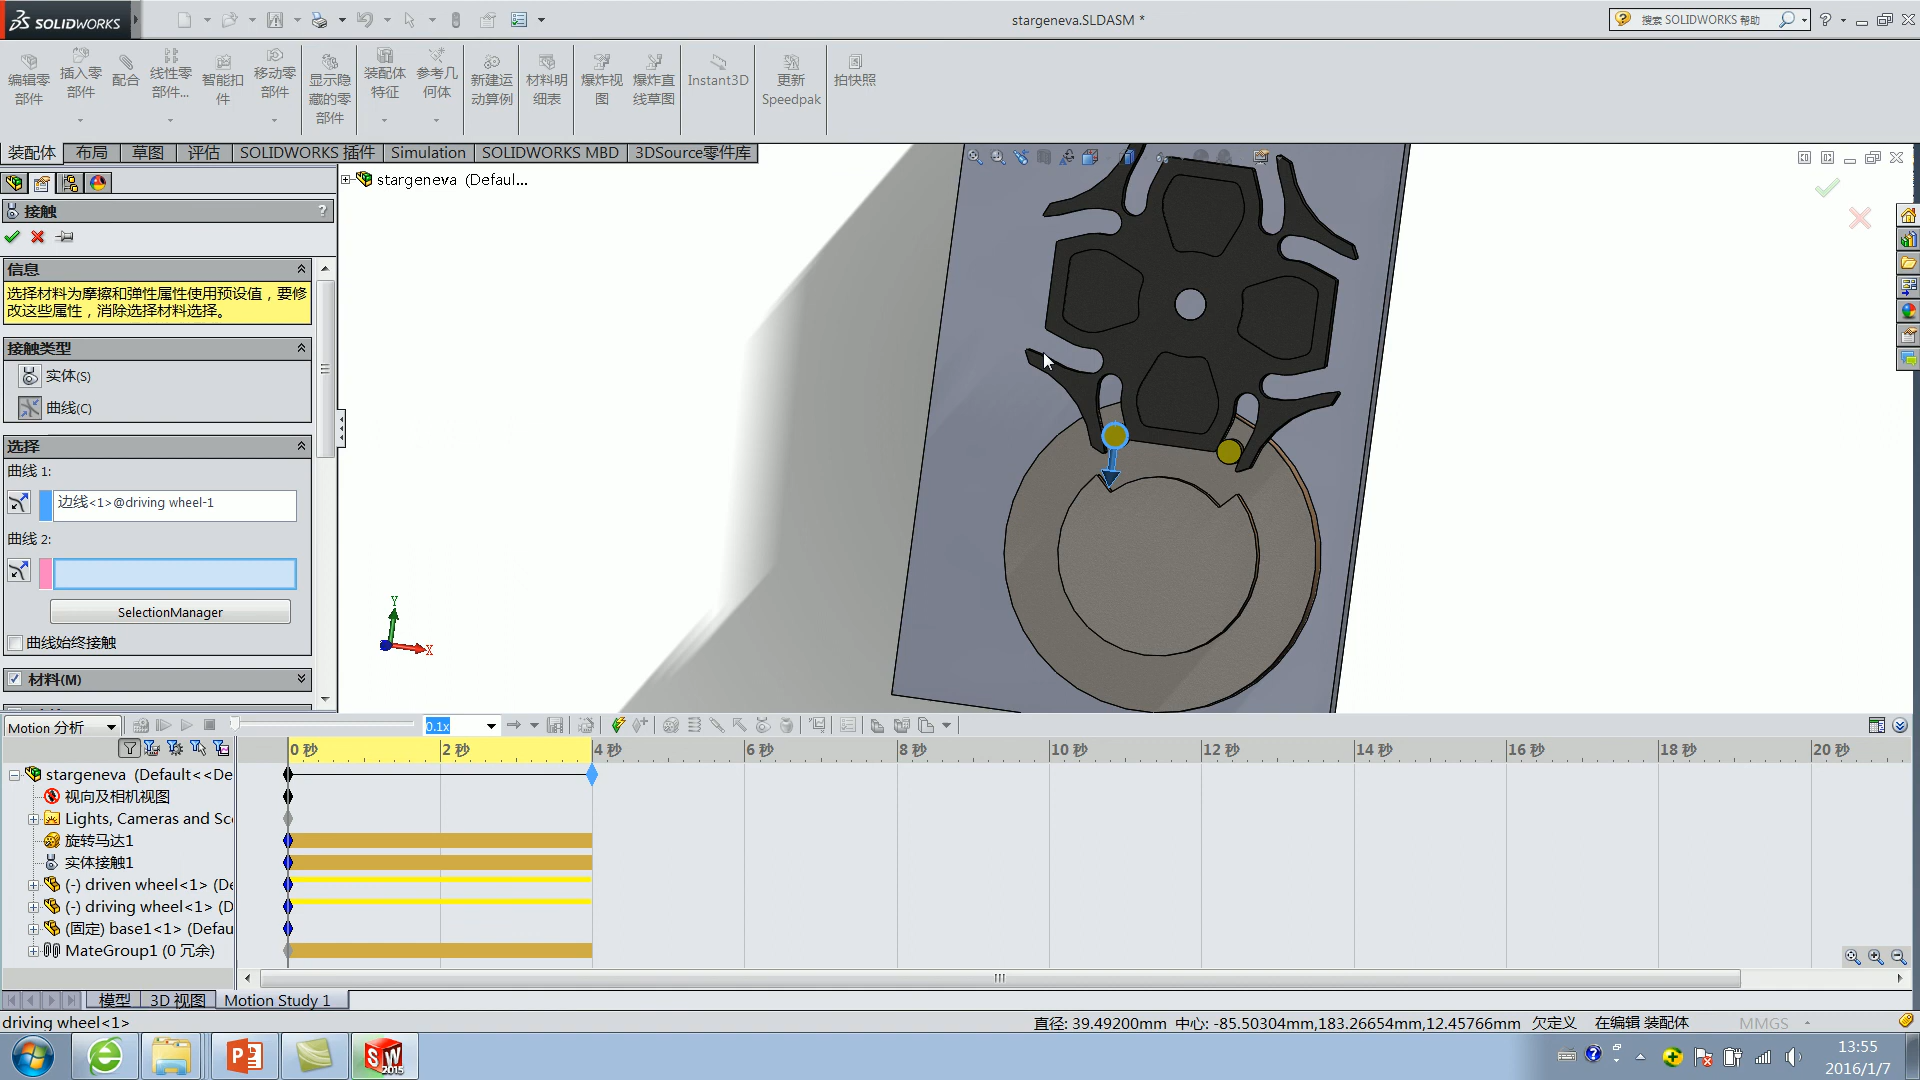 SOLIDWORKS
stargeneva.SLDASM *
搜索 SOLIDWORKS 帮助
编辑零部件
插入零部件
配合
线性零部件...
智能扣件
移动零部件
显示隐藏的零部件
装配体特征
参考几何体
新建运动算例
材料明细表
爆炸视图
爆炸直线草图
Instant3D
更新 Speedpak
拍快照
装配体 布局 草图 评估 SOLIDWORKS 插件 Simulation SOLIDWORKS MBD 3DSource零件库
stargeneva (Defaul...
接触 ?
信息
选择材料为摩擦和弹性属性使用预设值，要修
改这些属性，消除选择材料选择。
接触类型
实体(S)
曲线(C)
选择
曲线 1:
边线<1>@driving wheel-1
曲线 2:
SelectionManager
曲线始终接触
材料(M)
Y
X
Motion 分析
0.1x
0 秒 2 秒 4 秒 6 秒 8 秒 10 秒 12 秒 14 秒 16 秒 18 秒 20 秒
stargeneva (Default<<De
视向及相机视图
Lights, Cameras and Sce
旋转马达1
实体接触1
(-) driven wheel<1> (De
(-) driving wheel<1> (D
(固定) base1<1> (Defau
MateGroup1 (0 冗余)
模型 3D 视图 Motion Study 1
driving wheel<1>
直径: 39.49200mm 中心: -85.50304mm,183.26654mm,12.45766mm 欠定义 在编辑 装配体 MMGS
SW 2015
13:55
2016/1/7